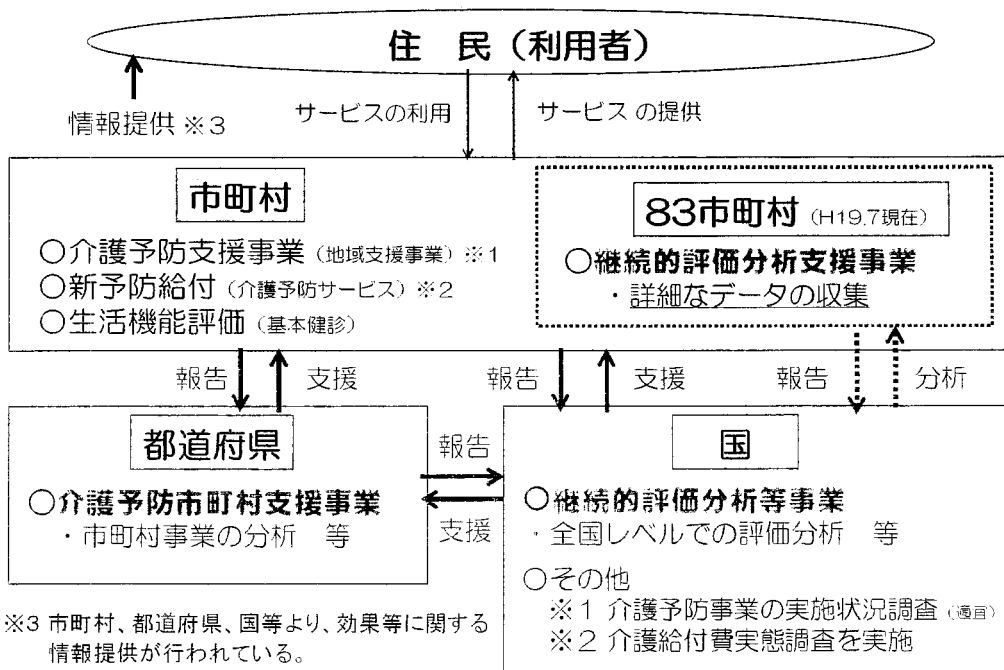 住 民（利用者）
情報提供 ※3
サービスの利用
サービス の提供
市町村
○介護予防支援事業（地域支援事業）※1
○新予防給付（介護予防サービス）※2
○生活機能評価（基本健診）
83市町村（H19.7現在）
○継続的評価分析支援事業
・詳細なデータの収集
報告
支援
報告
支援
報告
分析
都道府県
○介護予防市町村支援事業
・市町村事業の分析 等
報告
支援
国
○継続的評価分析等事業
・全国レベルでの評価分析 等
○その他
※1 介護予防事業の実施状況調査
※2 介護給付費実態調査を実施
※3 市町村、都道府県、国等より、効果等に関する
情報提供が行われている。